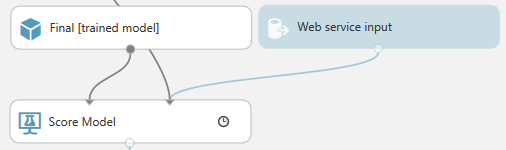 Final [trained model]
Web service input
Score Model